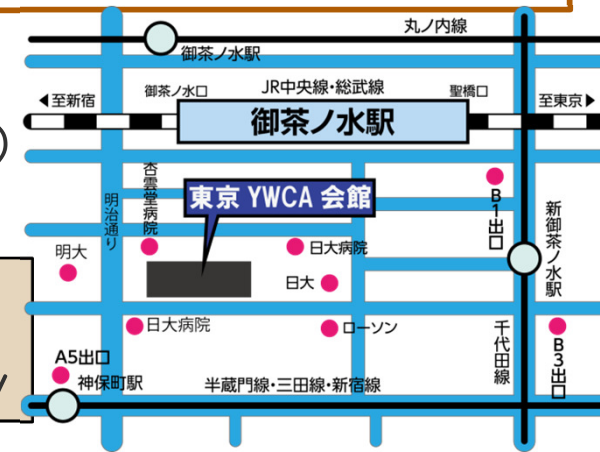 丸ノ内線
御茶ノ水駅
◀至新宿
御茶ノ水口
JR中央線・総武線
聖橋口
至東京▶
御茶ノ水駅
杏雲堂病院
東京 YWCA 会館
明治通り
B1出口
新御茶ノ水駅
明大
日大病院
日大
日大病院
ローソン
千代田線
B3出口
A5出口
神保町駅
半蔵門線・三田線・新宿線